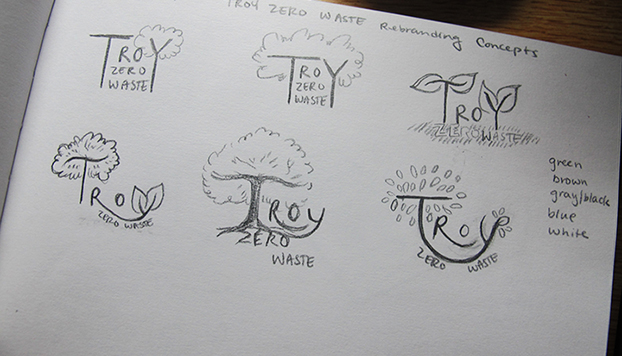 TROY ZERO WASTE Rebranding Concepts
TROY
ZERO
WASTE
TROY
ZERO
WASTE
TROY
ZERO WASTE
TROY
ZERO WASTE
TROY
ZERO
WASTE
TROY
ZERO WASTE
green
brown
gray/black
blue
white